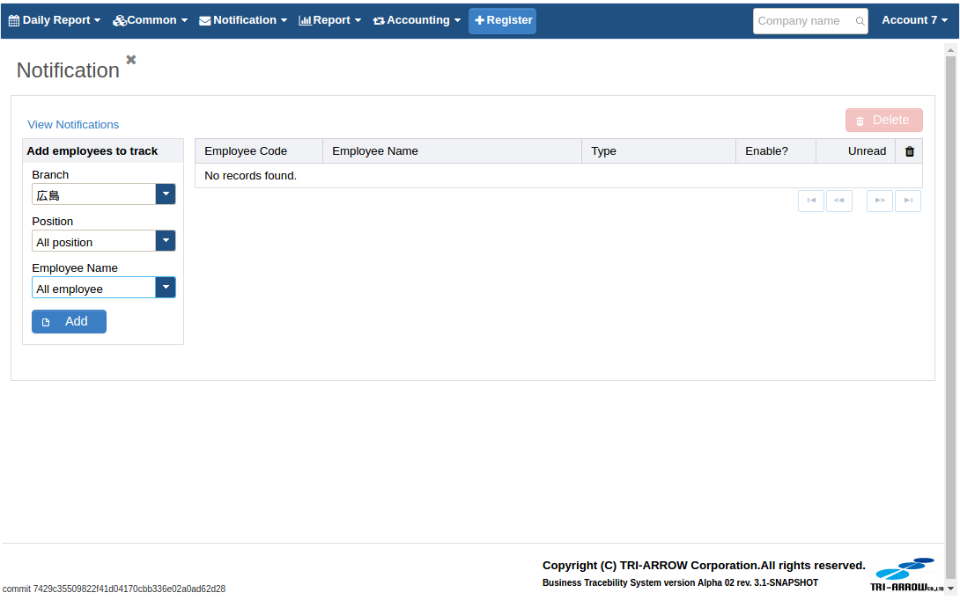 Daily Report Common Notification Report Accounting Register Company name Account 7
Notification
View Notifications
Delete
Add employees to track
Employee Code Employee Name Type Enable? Unread
No records found.
Branch
広島
Position
All position
Employee Name
All employee
Add
Copyright (C) TRI-ARROW Corporation.All rights reserved.
Business Tracebility System version Alpha 02 rev. 3.1-SNAPSHOT
TRI-ARROW CO.,LTD
commit 7429c35509822f41d04170cbb336e02a0ad62d28